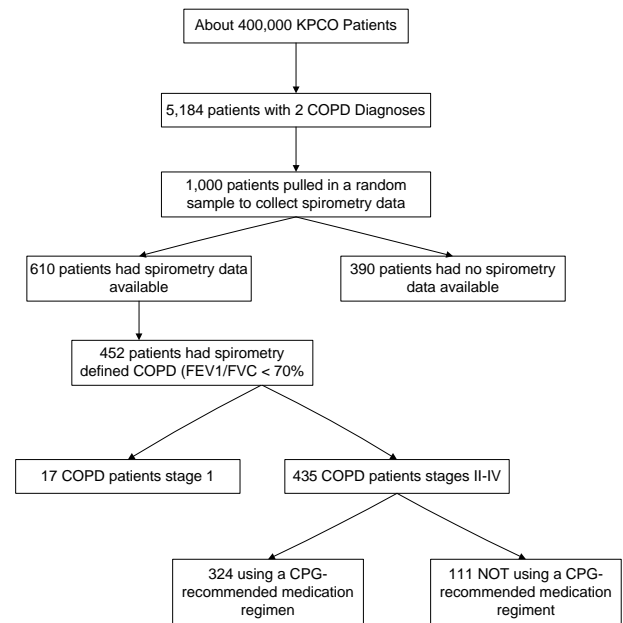 About 400,000 KPCO Patients
5,184 patients with 2 COPD Diagnoses
1,000 patients pulled in a random
sample to collect spirometry data
610 patients had spirometry data
available
390 patients had no spirometry
data available
452 patients had spirometry
defined COPD (FEV1/FVC < 70%
17 COPD patients stage 1
435 COPD patients stages II-IV
324 using a CPG-
recommended medication
regimen
111 NOT using a CPG-
recommended medication
regiment